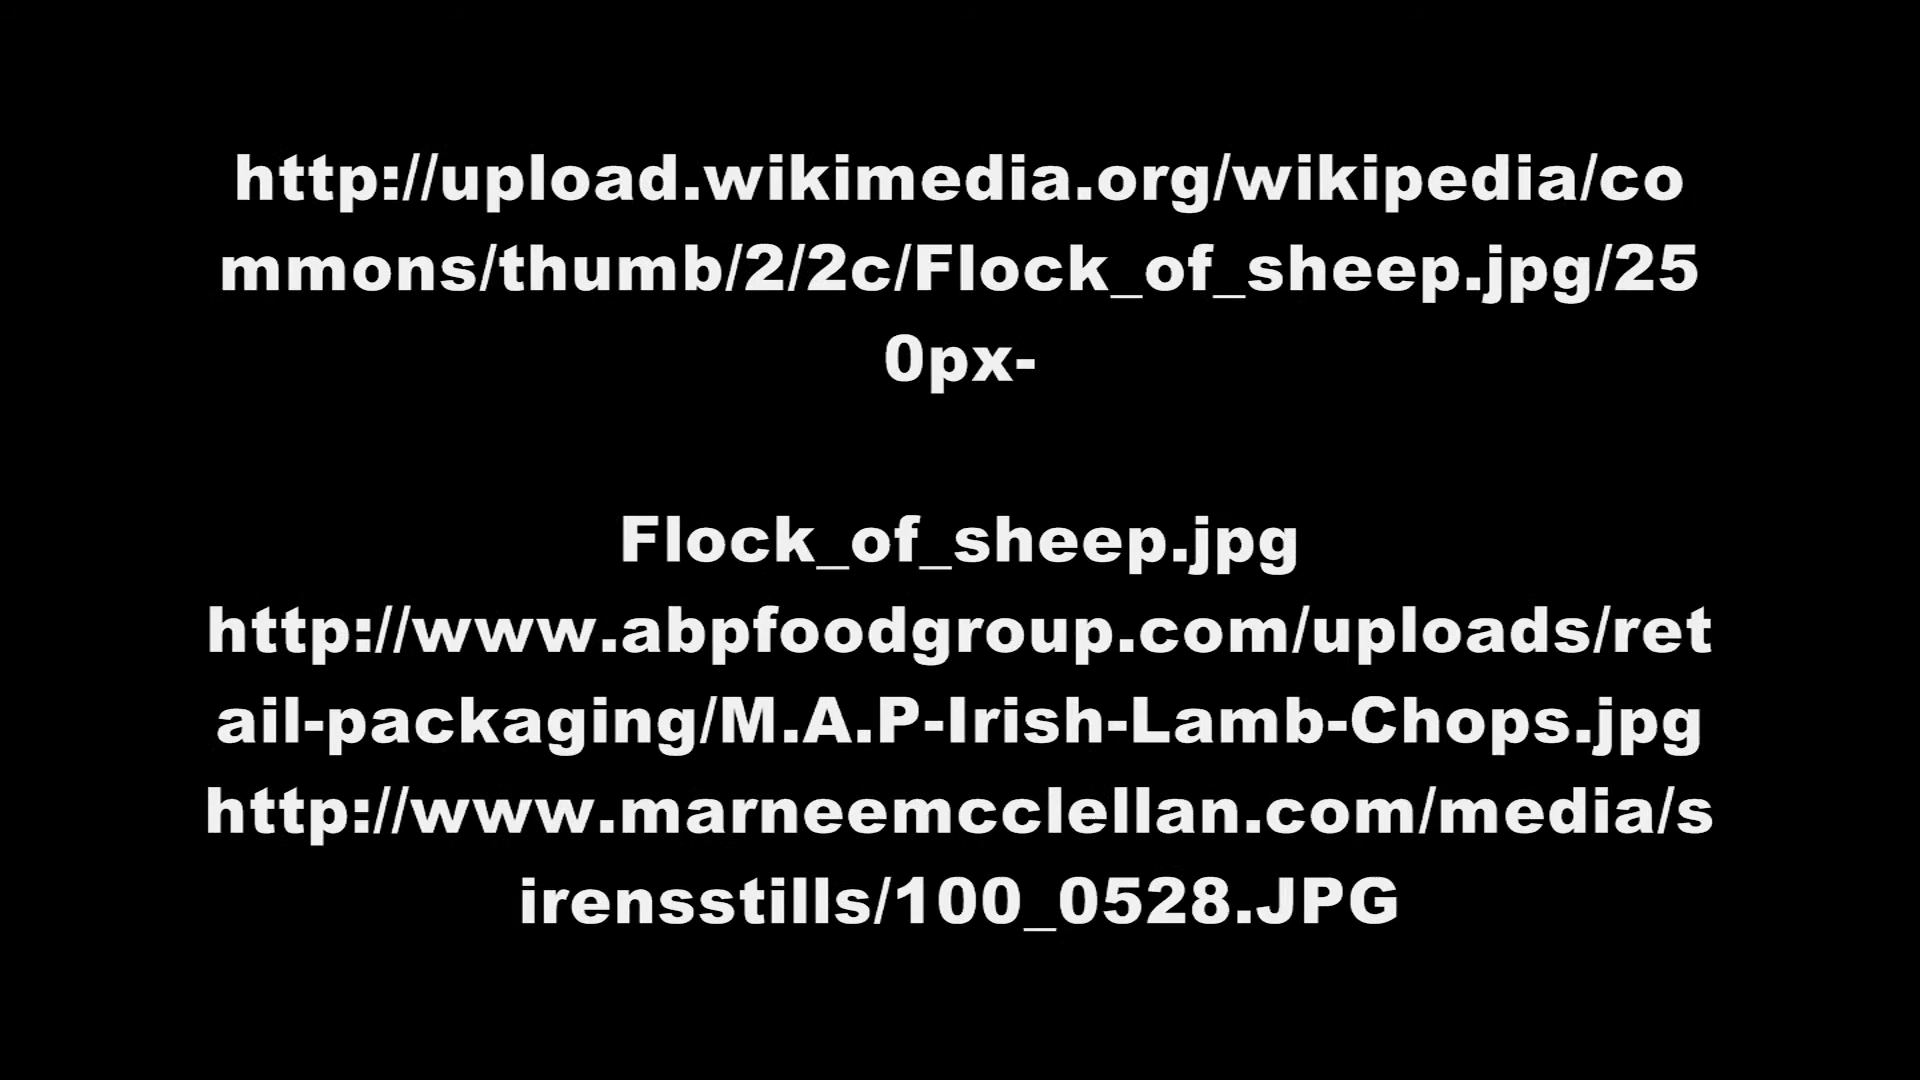 http://upload.wikimedia.org/wikipedia/co
mmons/thumb/2/2c/Flock_of_sheep.jpg/25
0px-
Flock_of_sheep.jpg
http://www.abpfoodgroup.com/uploads/ret
ail-packaging/M.A.P-Irish-Lamb-Chops.jpg
http://www.marneemcclellan.com/media/s
irensstills/100_0528.JPG